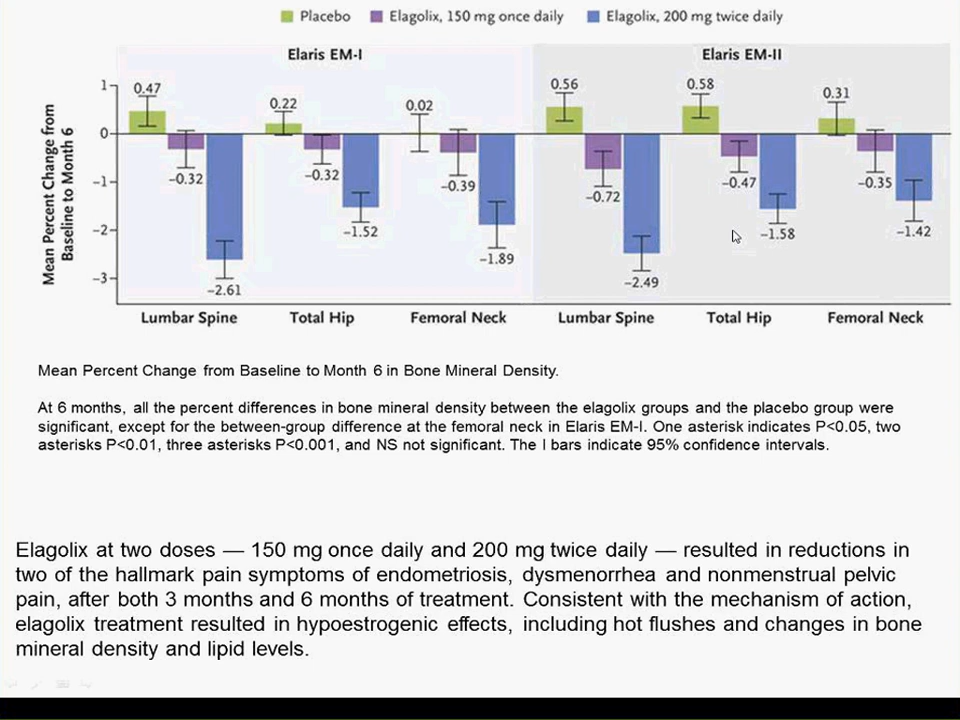 Placebo Elagolix, 150 mg once daily Elagolix, 200 mg twice daily
Elaris EM-I Elaris EM-II
Mean Percent Change from
Baseline to Month 6
1
0
−1
−2
−3
0.47 −0.32 −2.61
0.22 −0.32 −1.52
0.02 −0.39 −1.89
0.56 −0.72 −2.49
0.58 −0.47 −1.58
0.31 −0.35 −1.42
Lumbar Spine Total Hip Femoral Neck Lumbar Spine Total Hip Femoral Neck
Mean Percent Change from Baseline to Month 6 in Bone Mineral Density.
At 6 months, all the percent differences in bone mineral density between the elagolix groups and the placebo group were
significant, except for the between-group difference at the femoral neck in Elaris EM-I. One asterisk indicates P<0.05, two
asterisks P<0.01, three asterisks P<0.001, and NS not significant. The I bars indicate 95% confidence intervals.
Elagolix at two doses — 150 mg once daily and 200 mg twice daily — resulted in reductions in
two of the hallmark pain symptoms of endometriosis, dysmenorrhea and nonmenstrual pelvic
pain, after both 3 months and 6 months of treatment. Consistent with the mechanism of action,
elagolix treatment resulted in hypoestrogenic effects, including hot flushes and changes in bone
mineral density and lipid levels.